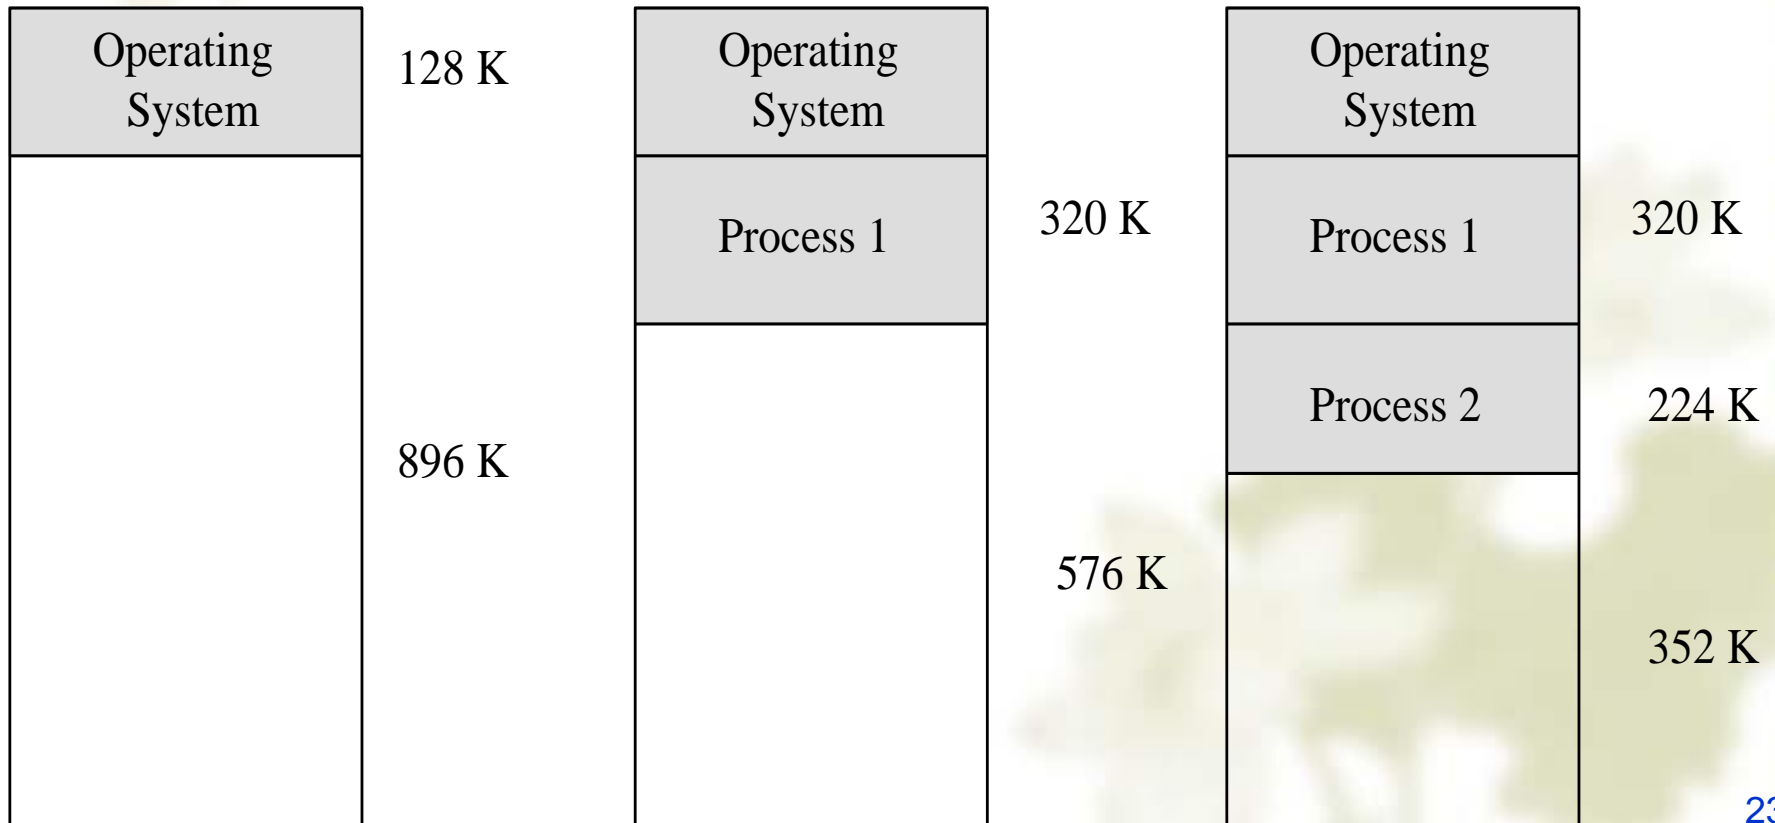 Operating
System
128 K
896 K
Operating
System
Process 1
320 K
576 K
Operating
System
Process 1
320 K
Process 2
224 K
352 K
23